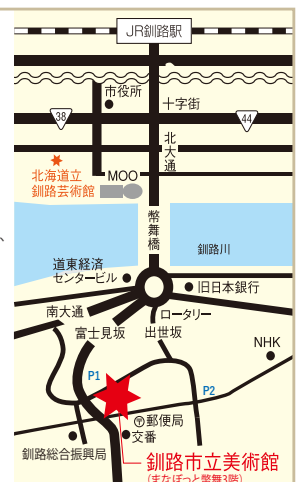 JR釧路駅
市役所
十字街
38
44
北大通
北海道立
釧路芸術館
MOO
幣舞橋
釧路川
、
道東経済
センタービル
旧日本銀行
南大通
ロータリー
富士見坂
出世坂
NHK
P1
P2
〶郵便局
交番
釧路総合振興局
釧路市立美術館
(まなぼっと幣舞3階)